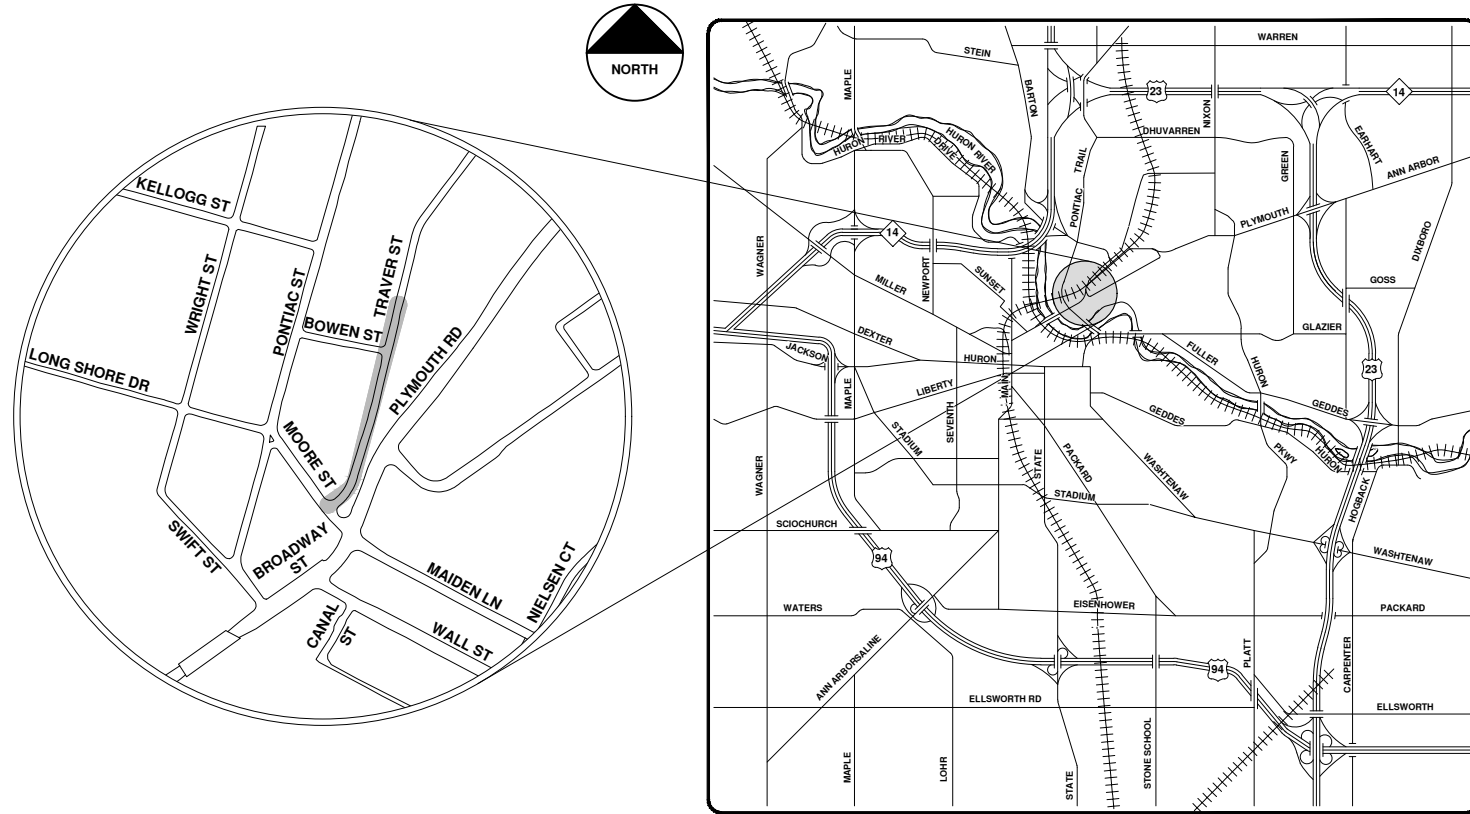 NORTH
KELLOGG ST
WRIGHT ST
PONTIAC ST
TRAVER ST
BOWEN ST
PLYMOUTH RD
LONG SHORE DR
MOORE ST
SWIFT ST
BROADWAY
ST
MAIDEN LN
NIELSEN CT
CANAL
ST
WALL ST
WARREN
STEIN
MAPLE
BARTON
23
14
NIXON
DHUVARREN
EARHART
HURON RIVER
DRIVE
HURON RIVER
PONTIAC TRAIL
GREEN
ANN ARBOR
PLYMOUTH
DIXBORO
WAGNER
14
NEWPORT
SUNSET
MILLER
GOSS
DEXTER
GLAZIER
JACKSON
HURON
FULLER
23
HURON
MAPLE
LIBERTY
MAIN
SEVENTH
GEDDES
GEDDES
STADIUM
STATE
PACKARD
WASHTENAW
PKWY
HURON
WAGNER
STADIUM
HOGBACK
SCIOCHURCH
94
WASHTENAW
WATERS
EISENHOWER
PACKARD
ANN ARBORSALINE
PLATT
CARPENTER
94
ELLSWORTH RD
ELLSWORTH
MAPLE
LOHR
STATE
STONE SCHOOL